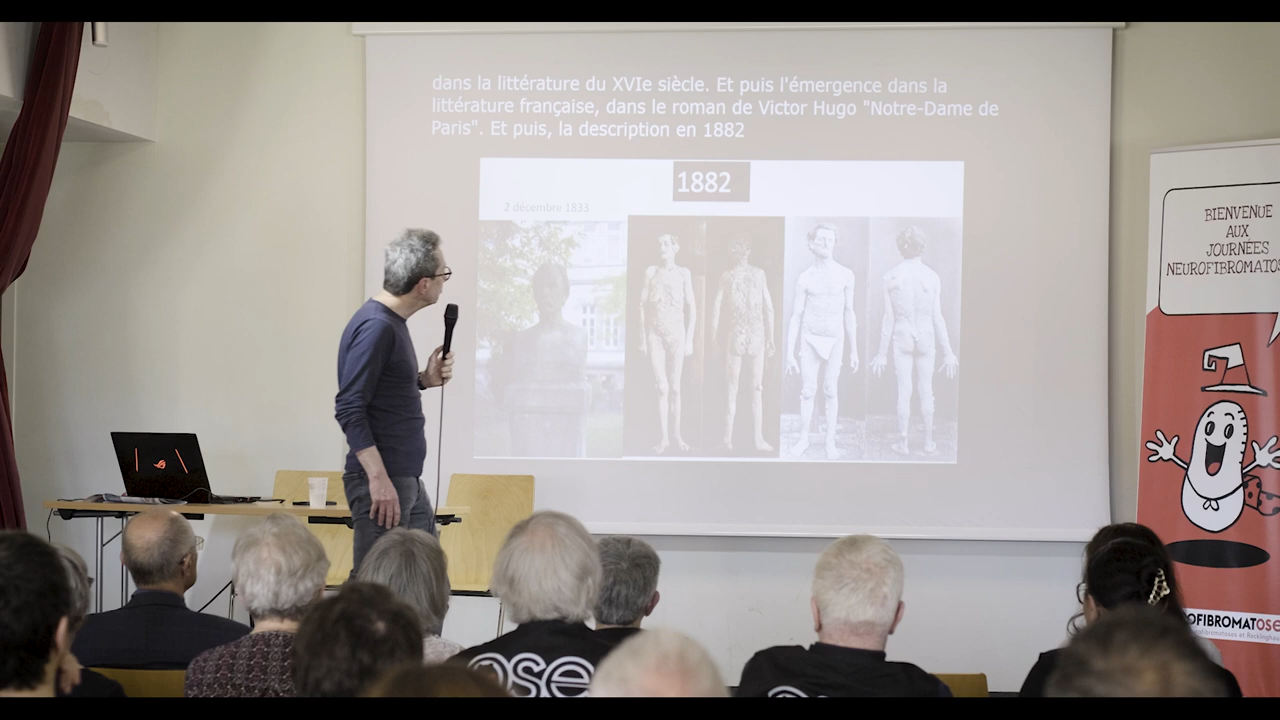 dans la littérature du XVIe siècle. Et puis l'émergence dans la
littérature française, dans le roman de Victor Hugo "Notre-Dame de
Paris". Et puis, la description en 1882
1882
2 décembre 1833
BIENVENUE
AUX
JOURNÉES
NEUROFIBROMATOS
OFIBROMATOSE
ose